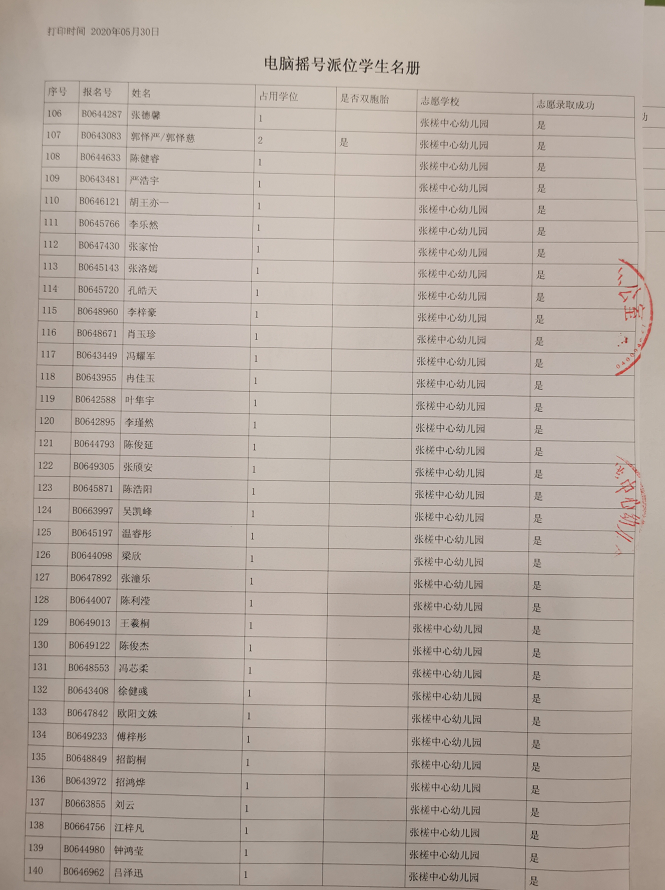 打印时间 2020年05月30日
电脑摇号派位学生名册
序号 报名号 姓名 占用学位 是否双胞胎 志愿学校 志愿录取成功
106 B0644287 张德馨 1 张槎中心幼儿园 是
107 B0643083 郭怿严/郭怿慈 2 是 张槎中心幼儿园 是
108 B0644633 陈健睿 1 张槎中心幼儿园 是
109 B0643481 严浩宇 1 张槎中心幼儿园 是
110 B0646121 胡王亦一 1 张槎中心幼儿园 是
111 B0645766 李乐然 1 张槎中心幼儿园 是
112 B0647430 张家怡 1 张槎中心幼儿园 是
113 B0645143 张洛嫣 1 张槎中心幼儿园 是
114 B0645720 孔皓天 1 张槎中心幼儿园 是
115 B0648960 李梓豪 1 张槎中心幼儿园 是
116 B0648671 肖玉珍 1 张槎中心幼儿园 是
117 B0643449 冯耀军 1 张槎中心幼儿园 是
118 B0643955 冉佳玉 1 张槎中心幼儿园 是
119 B0642588 叶隼宇 1 张槎中心幼儿园 是
120 B0642895 李瑾然 1 张槎中心幼儿园 是
121 B0644793 陈俊延 1 张槎中心幼儿园 是
122 B0649305 张颀安 1 张槎中心幼儿园 是
123 B0645871 陈浩阳 1 张槎中心幼儿园 是
124 B0663997 吴凯峰 1 张槎中心幼儿园 是
125 B0645197 温睿彤 1 张槎中心幼儿园 是
126 B0644098 梁欣 1 张槎中心幼儿园 是
127 B0647892 张潼乐 1 张槎中心幼儿园 是
128 B0644007 陈利滢 1 张槎中心幼儿园 是
129 B0649013 王羲桐 1 张槎中心幼儿园 是
130 B0649122 陈俊杰 1 张槎中心幼儿园 是
131 B0648553 冯芯柔 1 张槎中心幼儿园 是
132 B0643408 徐健彧 1 张槎中心幼儿园 是
133 B0647842 欧阳文姝 1 张槎中心幼儿园 是
134 B0649233 傅梓彤 1 张槎中心幼儿园 是
135 B0648849 招韵桐 1 张槎中心幼儿园 是
136 B0643972 招鸿烨 1 张槎中心幼儿园 是
137 B0663855 刘云 1 张槎中心幼儿园 是
138 B0664756 江梓凡 1 张槎中心幼儿园 是
139 B0644980 钟鸿莹 1 张槎中心幼儿园 是
140 B0646962 吕泽迅 1 张槎中心幼儿园 是
公室
中心幼儿